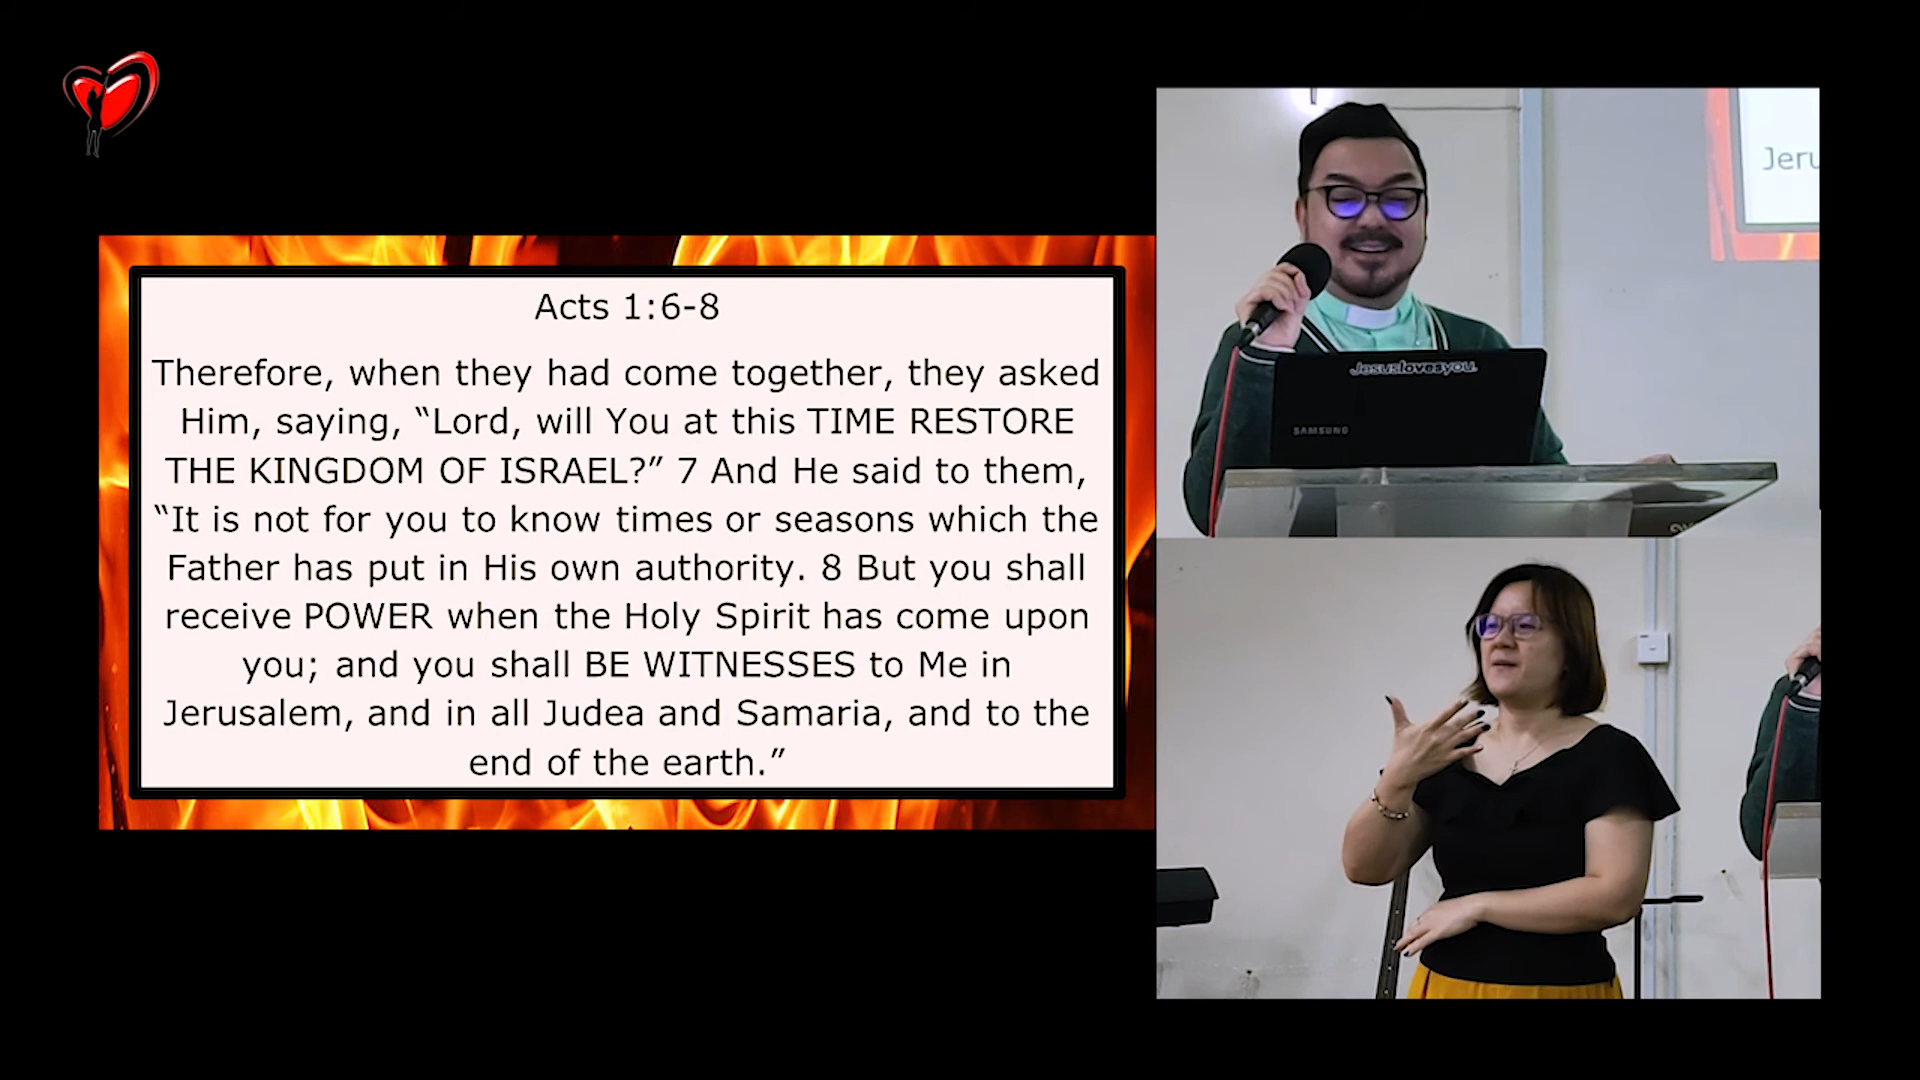 Acts 1:6-8
Therefore, when they had come together, they asked
Him, saying, “Lord, will You at this TIME RESTORE
THE KINGDOM OF ISRAEL?” 7 And He said to them,
“It is not for you to know times or seasons which the
Father has put in His own authority. 8 But you shall
receive POWER when the Holy Spirit has come upon
you; and you shall BE WITNESSES to Me in
Jerusalem, and in all Judea and Samaria, and to the
end of the earth.”
Jesuslovesyou.
SAMSUNG